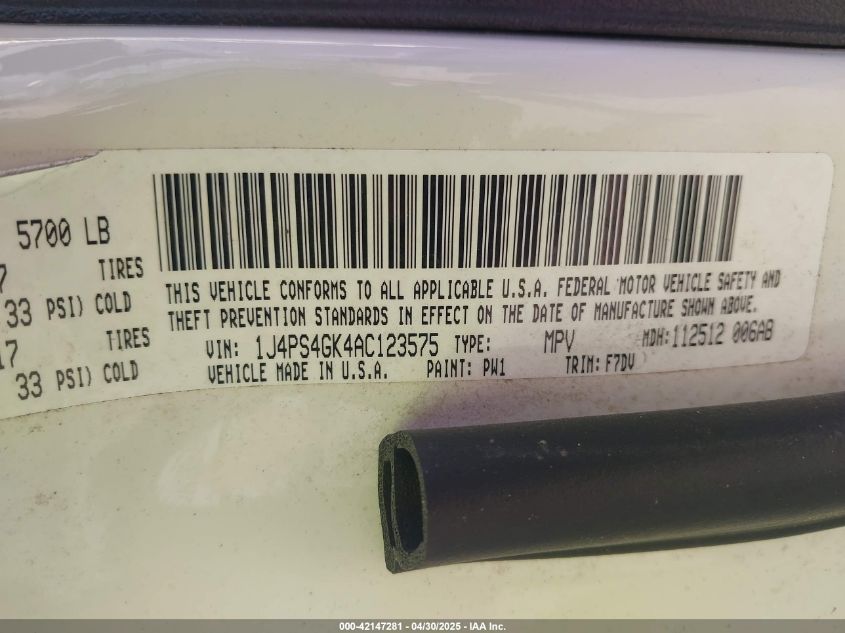 5700 LB
7 TIRES
33 PSI) COLD
17 TIRES
33 PSI) COLD
THIS VEHICLE CONFORMS TO ALL APPLICABLE U.S.A. FEDERAL MOTOR VEHICLE SAFETY AND
THEFT PREVENTION STANDARDS IN EFFECT ON THE DATE OF MANUFACTURE SHOWN ABOVE.
VIN: 1J4PS4GK4AC123575 TYPE: MPV MDH:112512 006AB
VEHICLE MADE IN U.S.A. PAINT: PW1 TRIM: F7DV
000-42147281 - 04/30/2025 - IAA Inc.